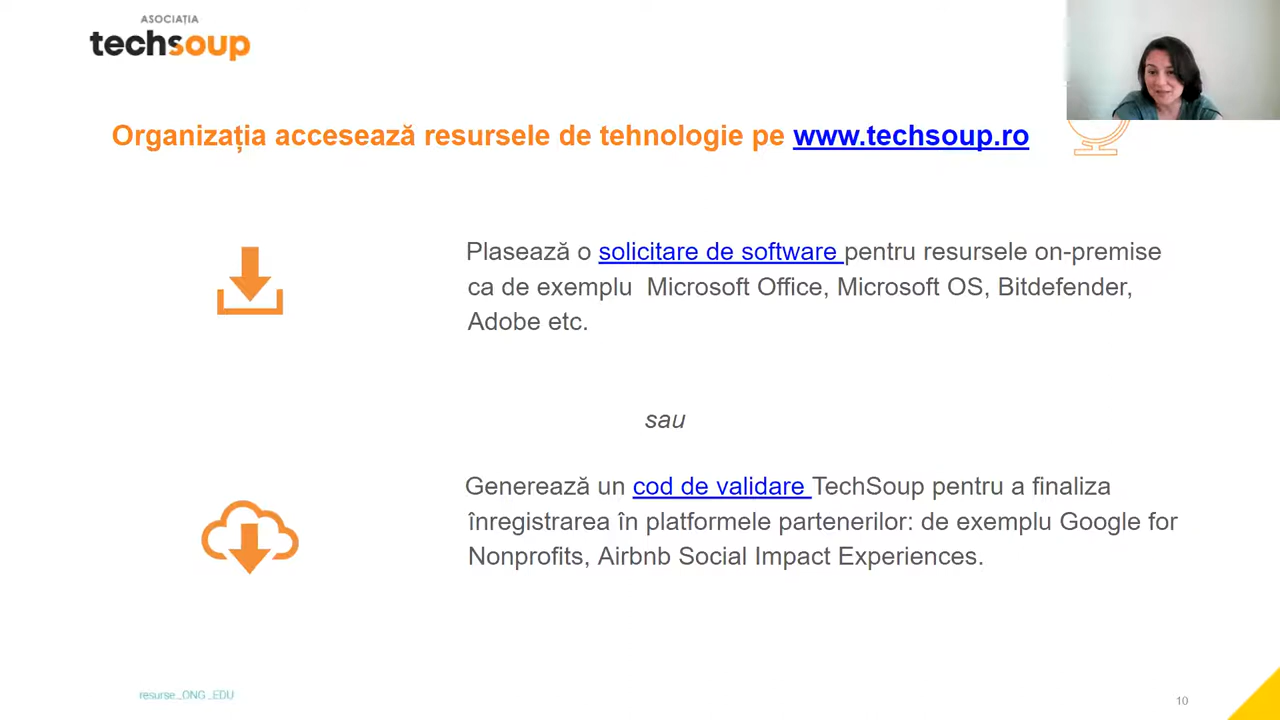 ASOCIAȚIA
techsoup
Organizația accesează resursele de tehnologie pe www.techsoup.ro
Plasează o solicitare de software pentru resursele on-premise
ca de exemplu Microsoft Office, Microsoft OS, Bitdefender,
Adobe etc.
sau
Generează un cod de validare TechSoup pentru a finaliza
înregistrarea în platformele partenerilor: de exemplu Google for
Nonprofits, Airbnb Social Impact Experiences.
resurse_ONG_EDU
10